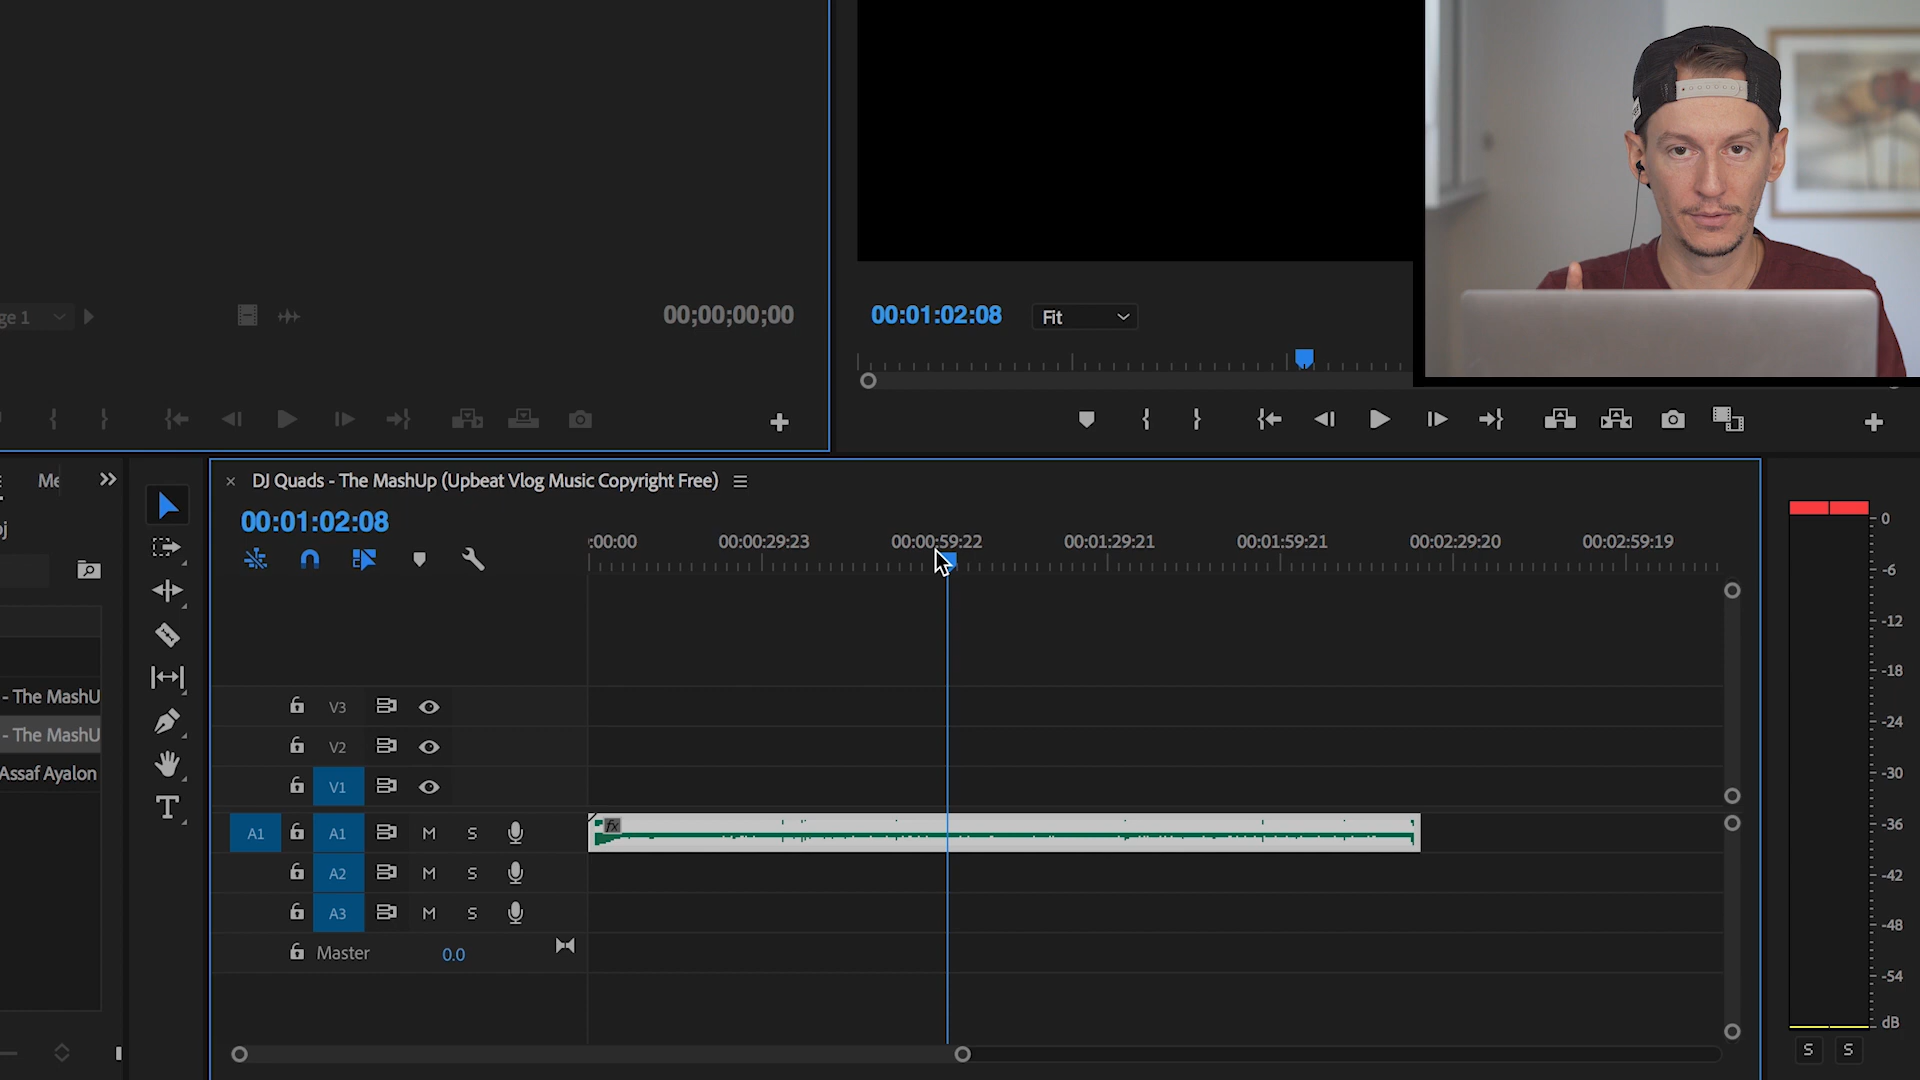 ge 1
00;00;00;00
00:01:02:08
Fit
Me
DJ Quads - The MashUp (Upbeat Vlog Music Copyright Free)
00:01:02:08
:00:00
00:00:29:23
00:00:59:22
00:01:29:21
00:01:59:21
00:02:29:20
00:02:59:19
- The MashU
- The MashU
Assaf Ayalon
V3
V2
V1
A1
A1
M
S
fx
A2
M
S
A3
M
S
Master
0.0
0
-6
-12
-18
-24
-30
-36
-42
-48
-54
dB
S
S